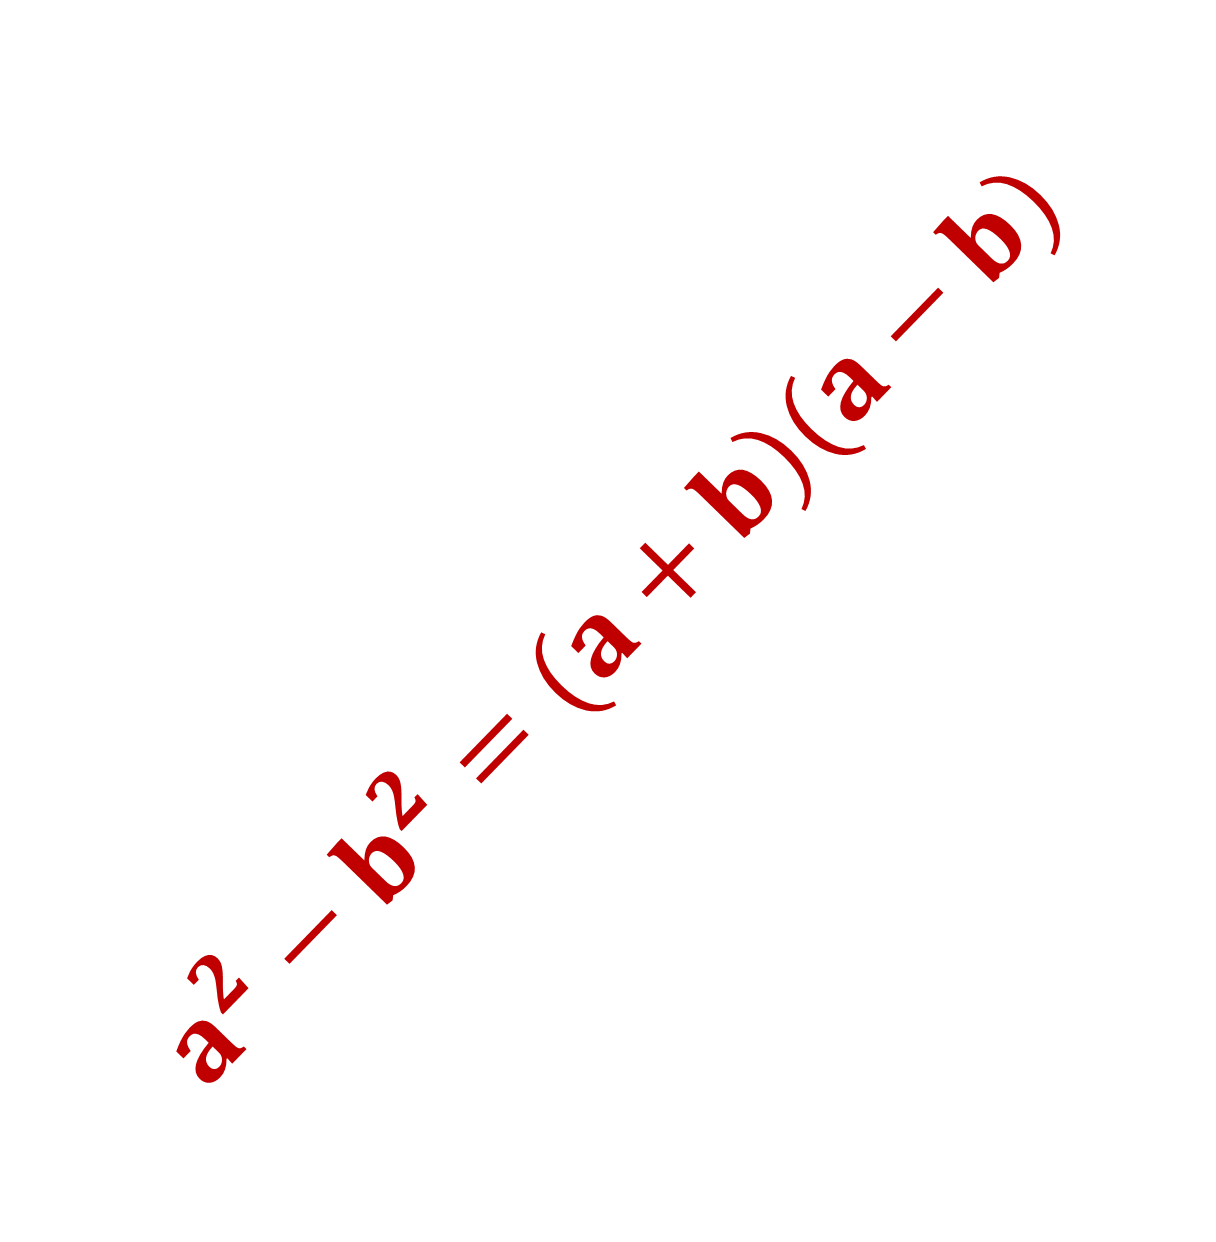 a² − b² = (a + b)(a − b)